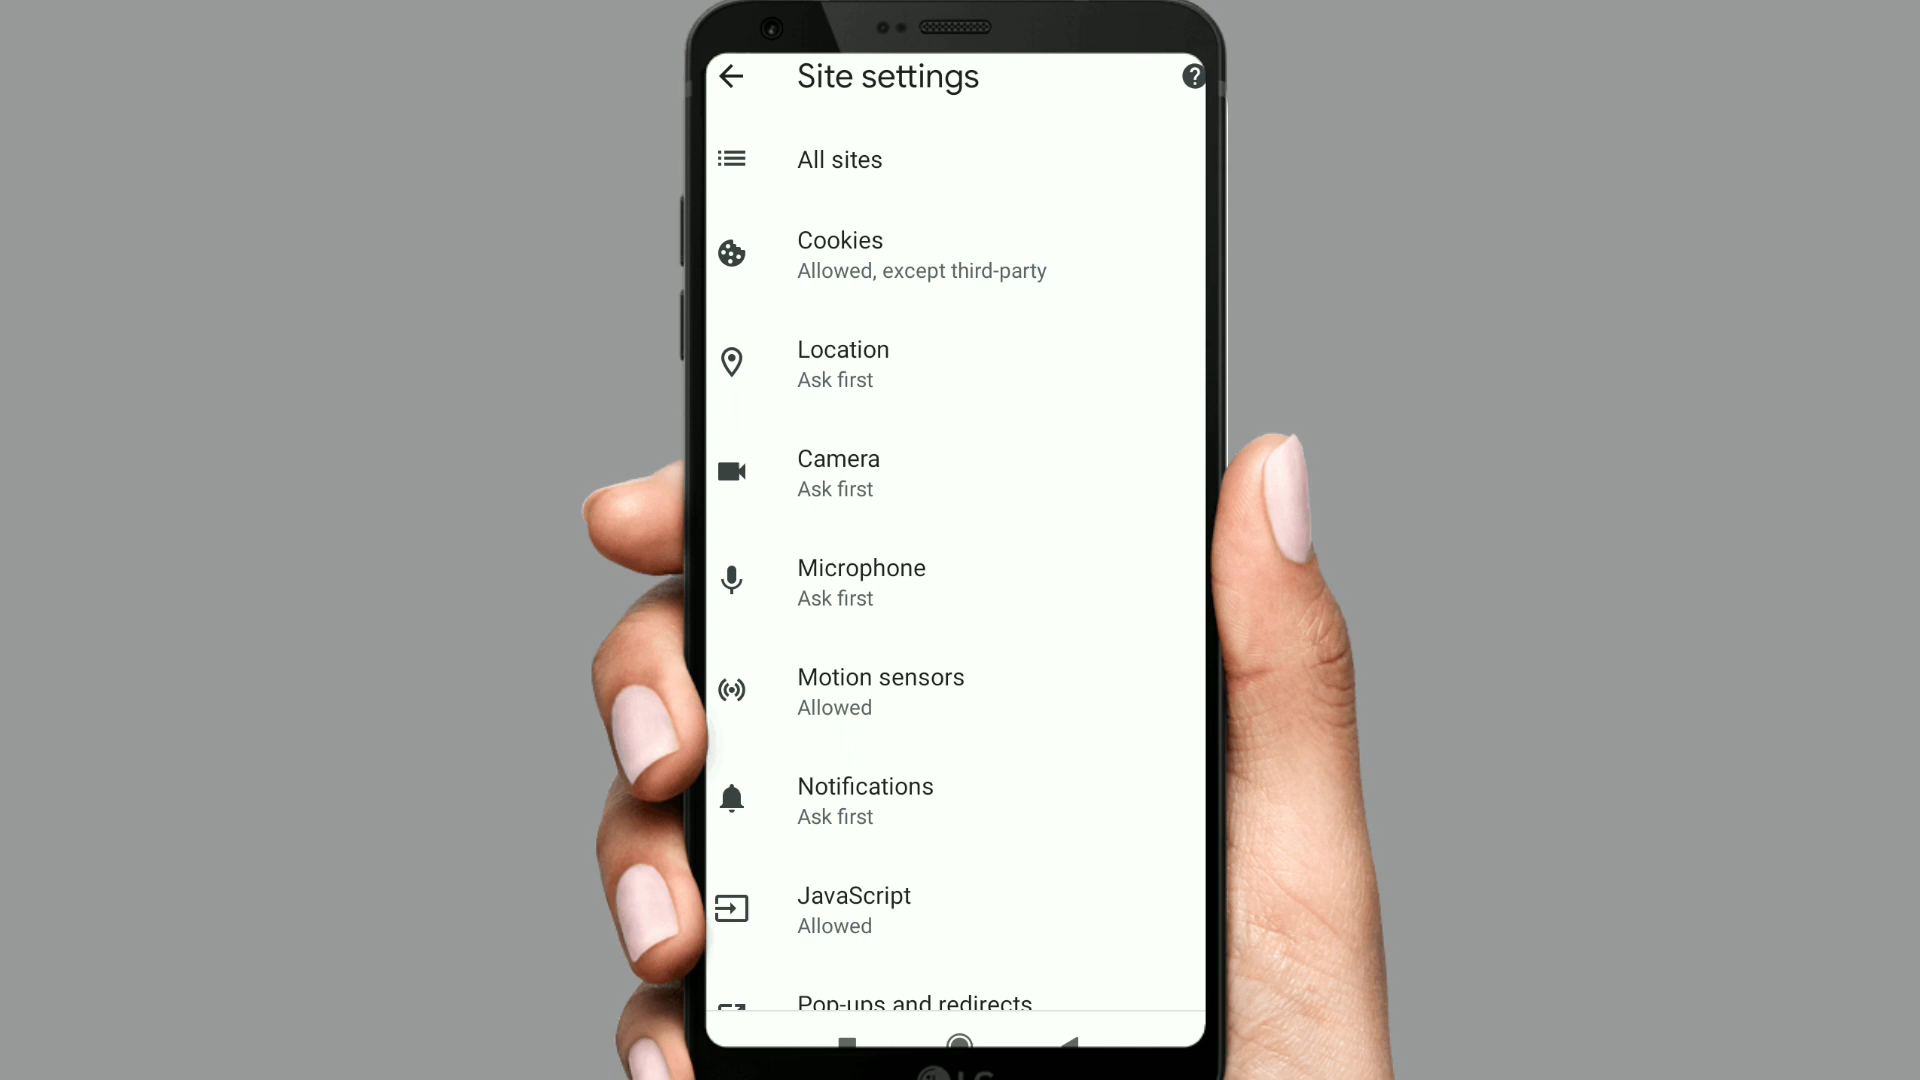 Site settings
All sites
Cookies
Allowed, except third-party
Location
Ask first
Camera
Ask first
Microphone
Ask first
Motion sensors
Allowed
Notifications
Ask first
JavaScript
Allowed
Pop-ups and redirects
LG